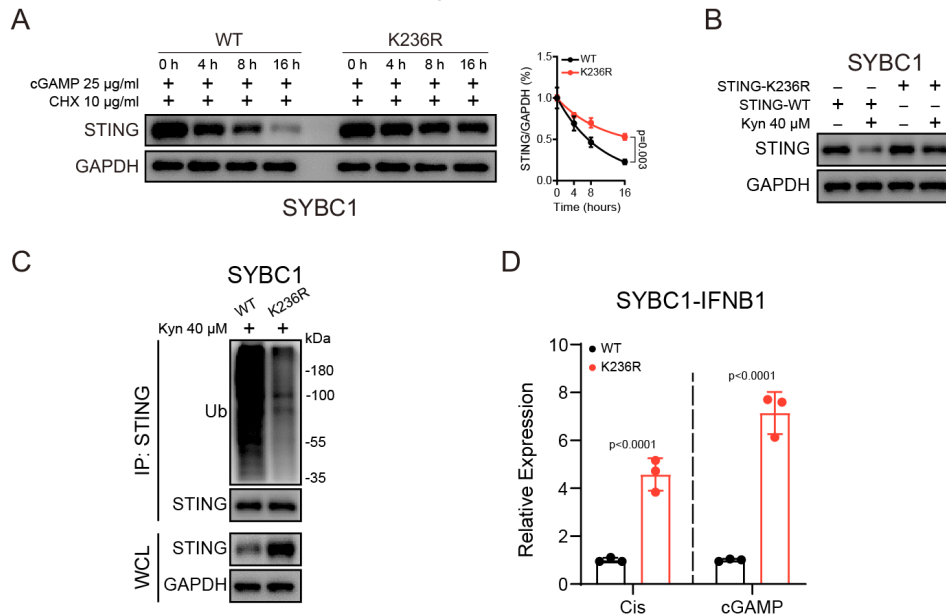 A
WT K236R
0 h 4 h 8 h 16 h 0 h 4 h 8 h 16 h
cGAMP 25 μg/ml + + + + + + + +
CHX 10 μg/ml + + + + + + + +
STING
GAPDH
SYBC1
STING/GAPDH (%)
1.5
1.0
0.5
0.0
WT
K236R
p=0.003
0 4 8 16
Time (hours)
B
SYBC1
STING-K236R − − + +
STING-WT + + − −
Kyn 40 μM − + − +
STING
GAPDH
C
SYBC1
WT K236R
Kyn 40 μM + +
kDa
-180
-100
-55
-35
IP: STING
Ub
STING
WCL
STING
GAPDH
D
SYBC1-IFNB1
WT
K236R
Relative Expression
10
8
6
4
2
0
p<0.0001
p<0.0001
Cis cGAMP